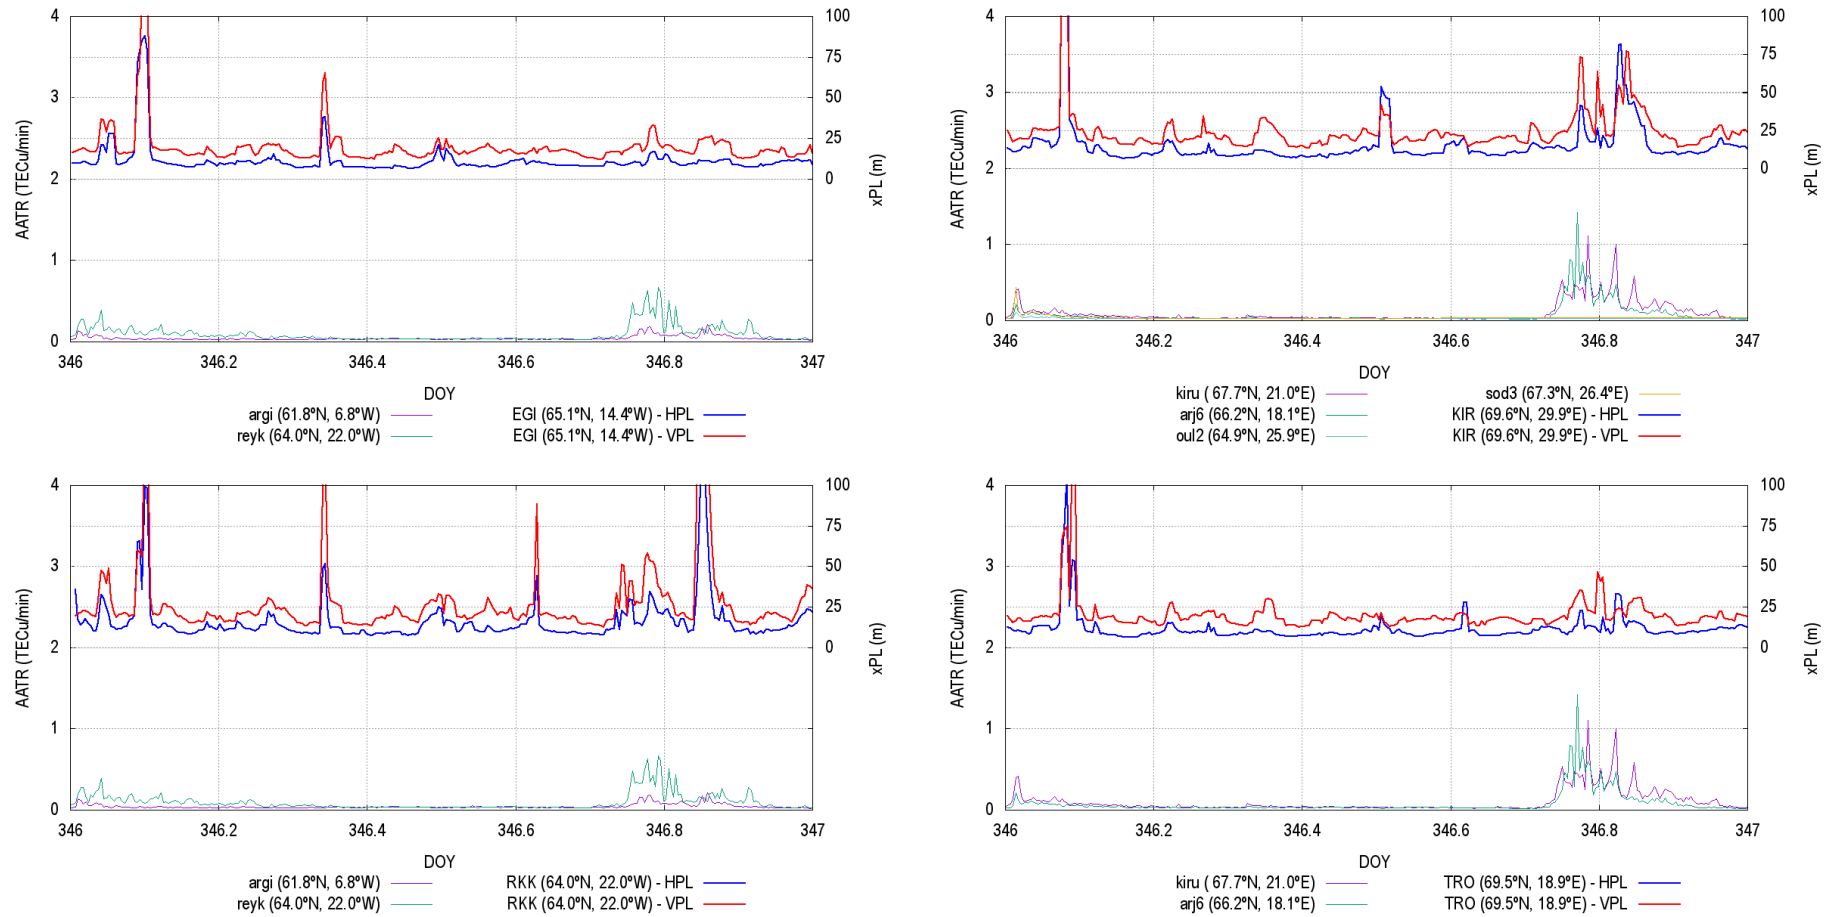 4
3
2
1
0
100
75
50
25
0
AATR (TECu/min)
xPL (m)
346
346.2
346.4
346.6
346.8
347
DOY
argi (61.8ºN, 6.8ºW)
reyk (64.0ºN, 22.0ºW)
EGI (65.1ºN, 14.4ºW) - HPL
EGI (65.1ºN, 14.4ºW) - VPL
4
3
2
1
0
100
75
50
25
0
AATR (TECu/min)
xPL (m)
346
346.2
346.4
346.6
346.8
347
DOY
kiru ( 67.7ºN, 21.0ºE)
arj6 (66.2ºN, 18.1ºE)
oul2 (64.9ºN, 25.9ºE)
sod3 (67.3ºN, 26.4ºE)
KIR (69.6ºN, 29.9ºE) - HPL
KIR (69.6ºN, 29.9ºE) - VPL
4
3
2
1
0
100
75
50
25
0
AATR (TECu/min)
xPL (m)
346
346.2
346.4
346.6
346.8
347
DOY
argi (61.8ºN, 6.8ºW)
reyk (64.0ºN, 22.0ºW)
RKK (64.0ºN, 22.0ºW) - HPL
RKK (64.0ºN, 22.0ºW) - VPL
4
3
2
1
0
100
75
50
25
0
AATR (TECu/min)
xPL (m)
346
346.2
346.4
346.6
346.8
347
DOY
kiru ( 67.7ºN, 21.0ºE)
arj6 (66.2ºN, 18.1ºE)
TRO (69.5ºN, 18.9ºE) - HPL
TRO (69.5ºN, 18.9ºE) - VPL